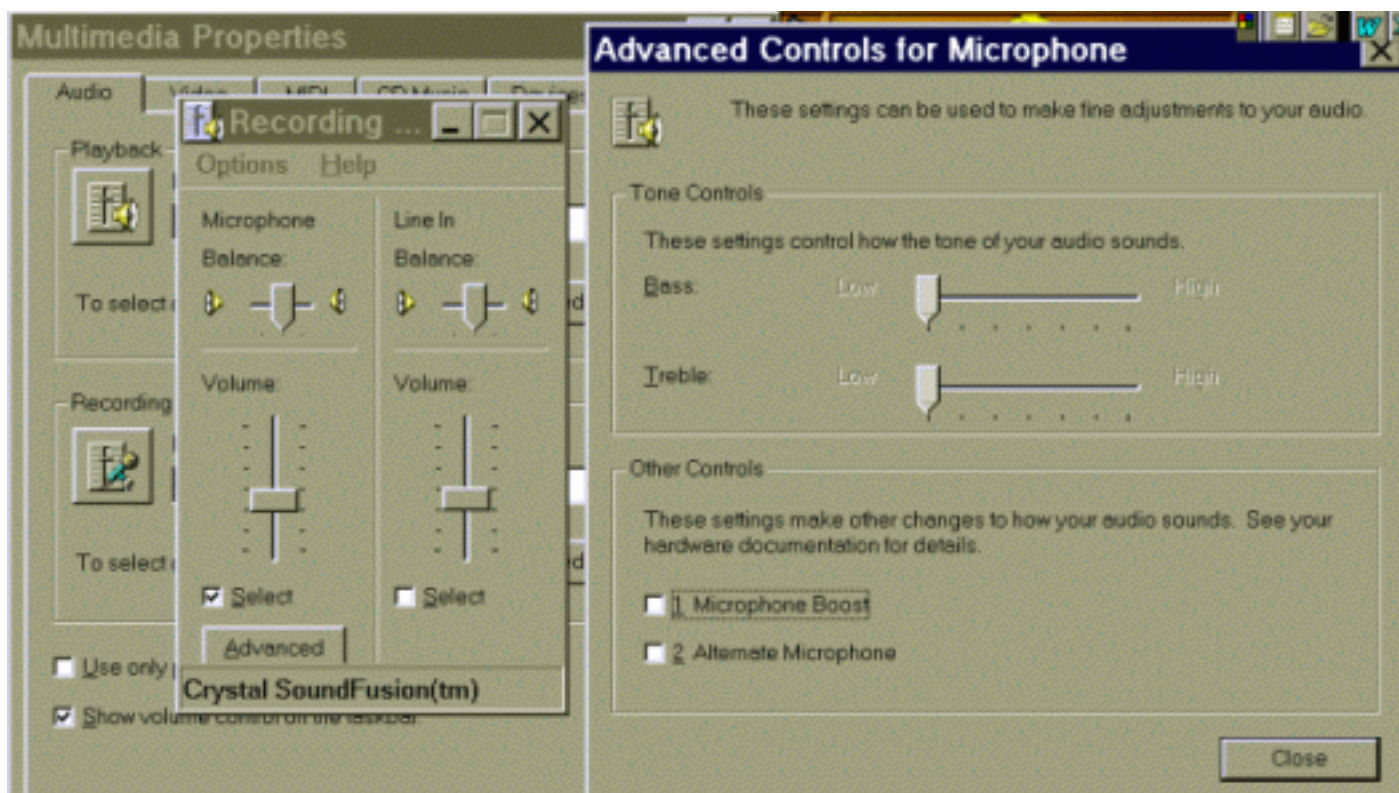 Multimedia Properties
Audio
Video
MIDI
CD Music
Devices
Playback
To select
Recording
To select
Use only
Show volume control on the taskbar.
Recording ...
Options Help
Microphone
Balance:
Volume:
Select
Advanced
Line In
Balance:
Volume:
Select
Crystal SoundFusion(tm)
Advanced Controls for Microphone
These settings can be used to make fine adjustments to your audio.
Tone Controls
These settings control how the tone of your audio sounds.
Bass: Low High
Treble: Low High
Other Controls
These settings make other changes to how your audio sounds. See your
hardware documentation for details.
1 Microphone Boost
2 Alternate Microphone
Close